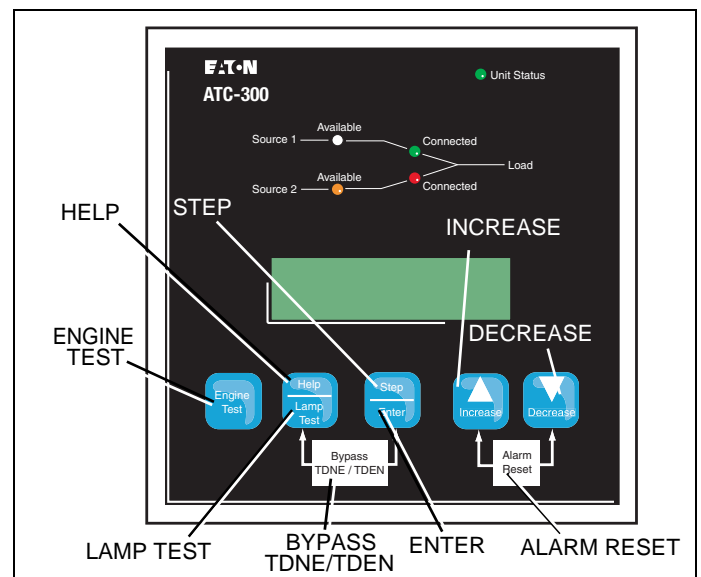 EATON
ATC-300
Unit Status
Available
Source 1
Connected
Load
Available
Source 2
Connected
HELP
STEP
INCREASE
ENGINE
TEST
DECREASE
Engine
Test
Help
Lamp
Test
Step
Enter
Increase
Decrease
Bypass
TDNE / TDEN
Alarm
Reset
LAMP TEST
BYPASS
TDNE/TDEN
ENTER
ALARM RESET